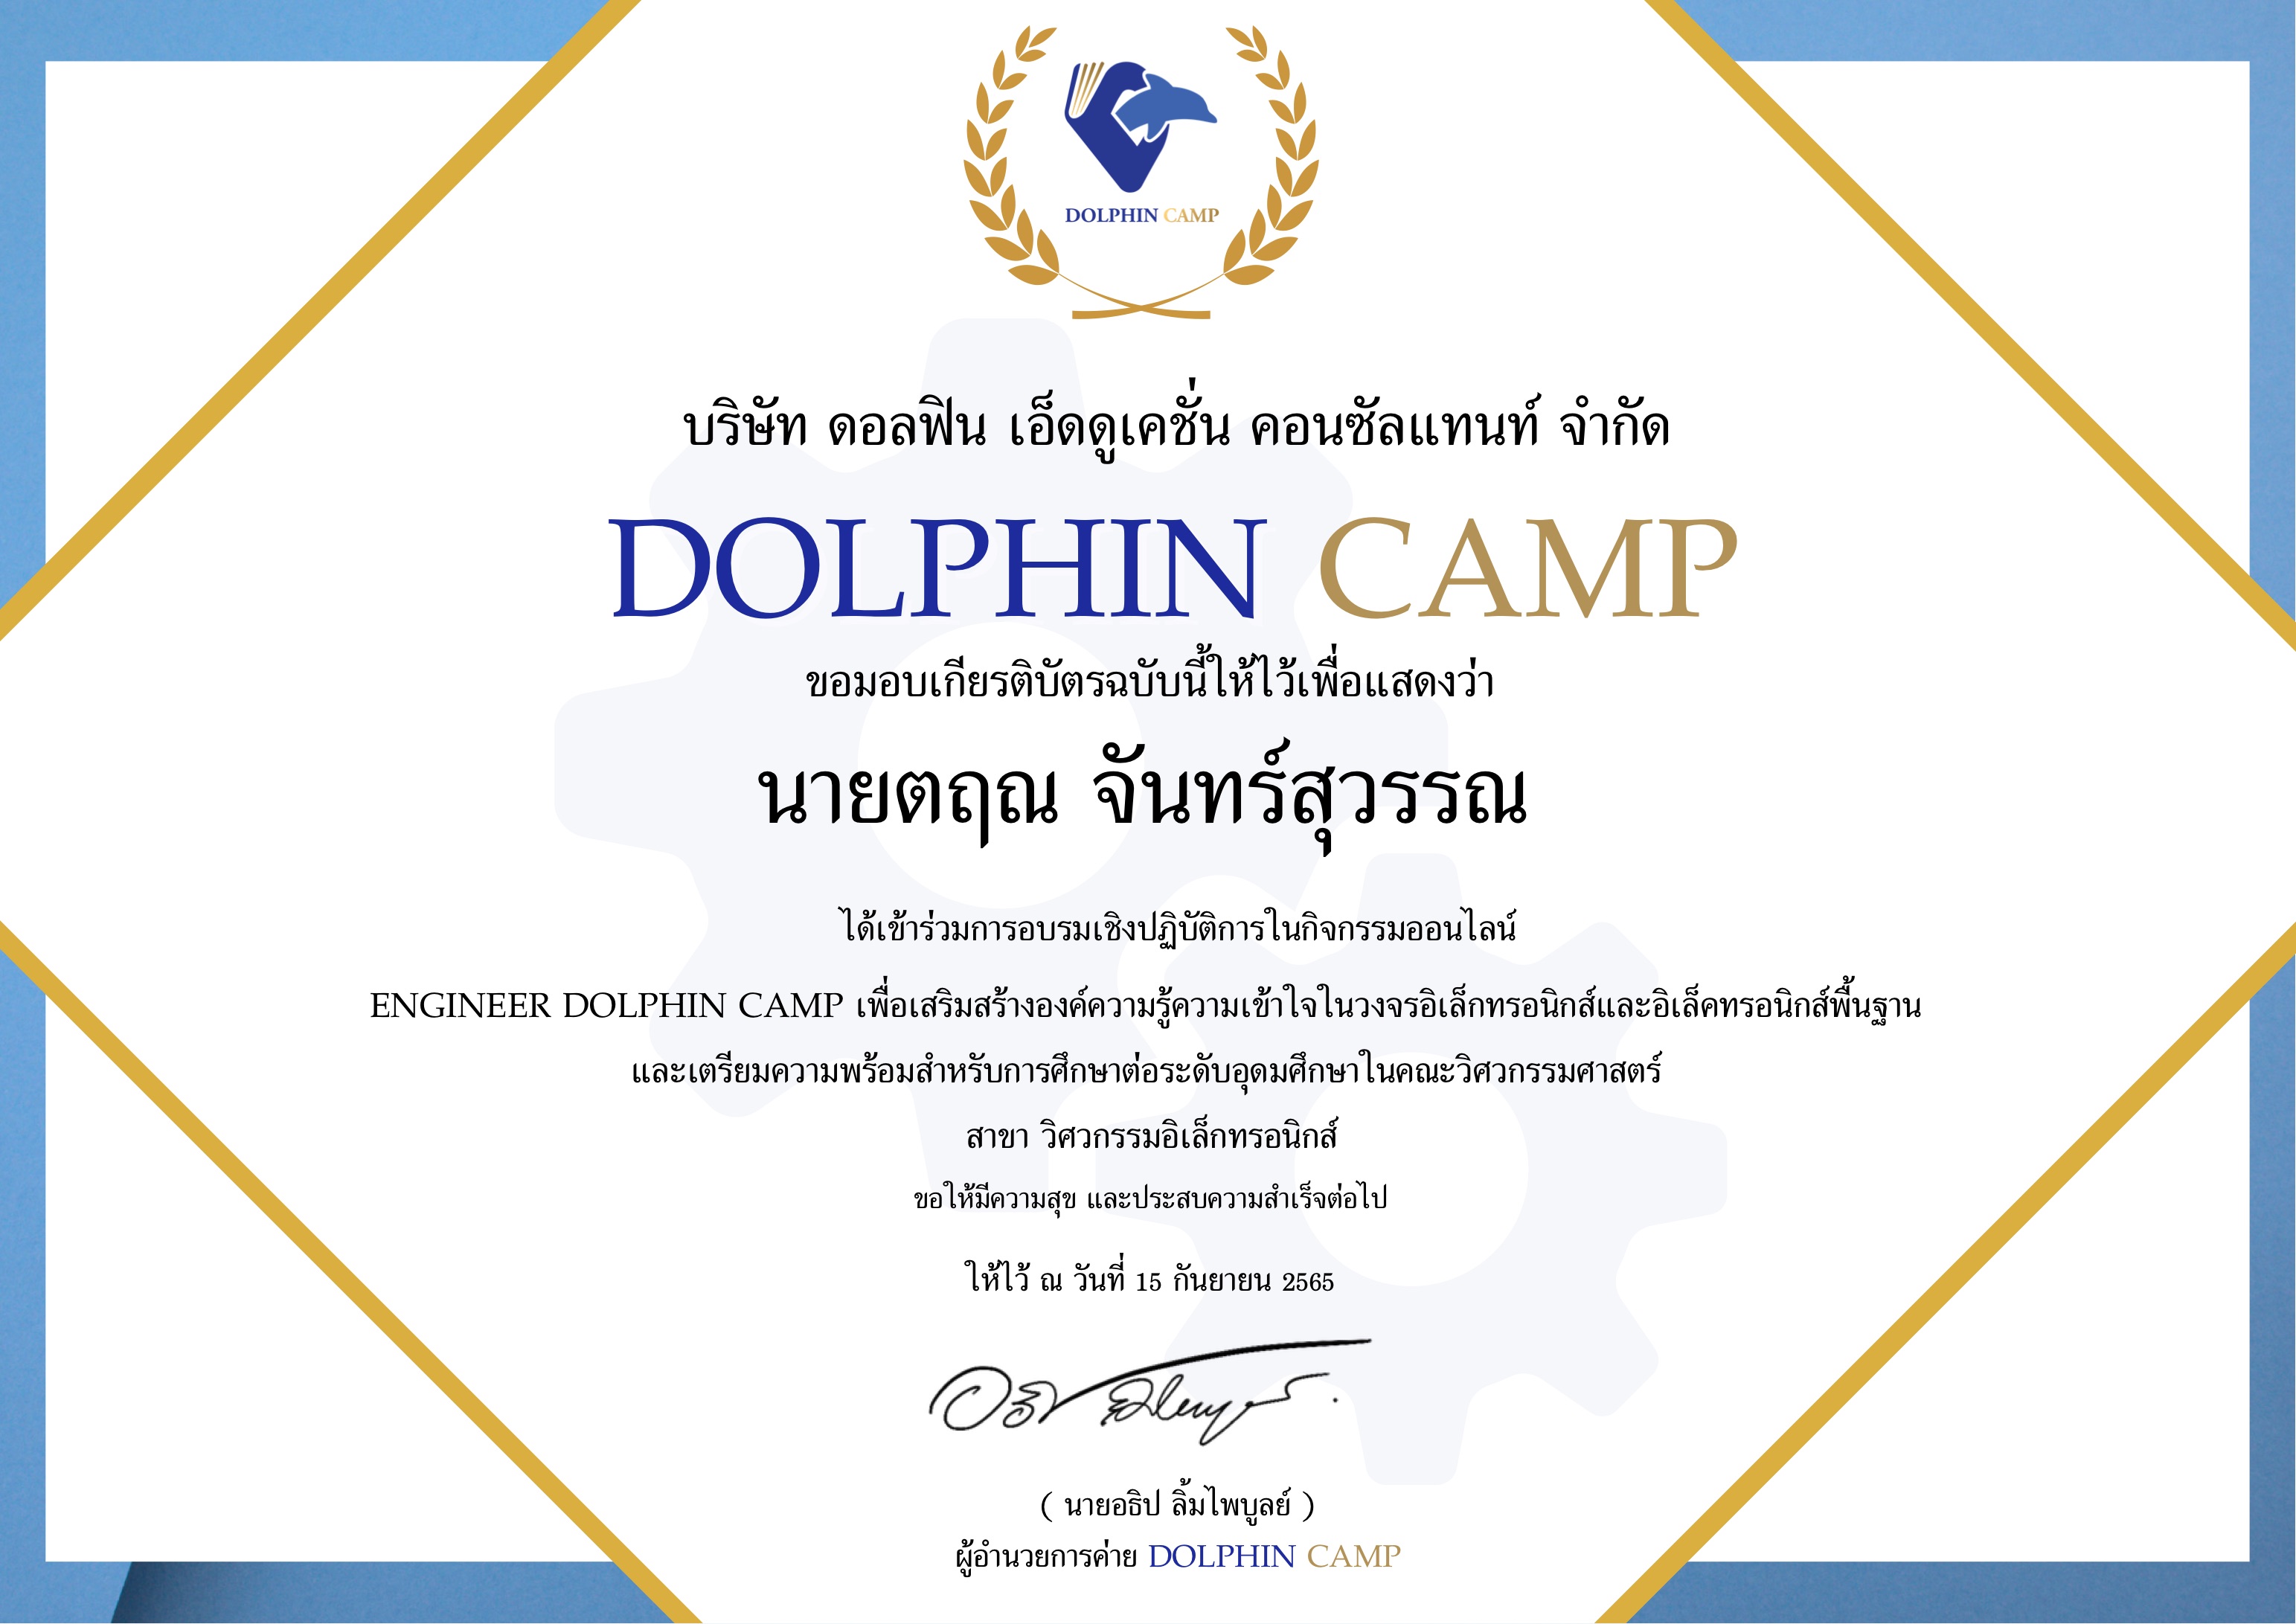 DOLPHIN CAMP
บริษัท ดอลฟิน เอ็ดดูเคชั่น คอนซัลแทนท์ จำกัด
DOLPHIN CAMP
ขอมอบเกียรติบัตรฉบับนี้ให้ไว้เพื่อแสดงว่า
นายตฤณ จันทร์สุวรรณ
ได้เข้าร่วมการอบรมเชิงปฏิบัติการในกิจกรรมออนไลน์
ENGINEER DOLPHIN CAMP เพื่อเสริมสร้างองค์ความรู้ความเข้าใจในวงจรอิเล็กทรอนิกส์และอิเล็คทรอนิกส์พื้นฐาน
และเตรียมความพร้อมสำหรับการศึกษาต่อระดับอุดมศึกษาในคณะวิศวกรรมศาสตร์
สาขา วิศวกรรมอิเล็กทรอนิกส์
ขอให้มีความสุข และประสบความสำเร็จต่อไป
ให้ไว้ ณ วันที่ 15 กันยายน 2565
( นายอธิป ลิ้มไพบูลย์ )
ผู้อำนวยการค่าย DOLPHIN CAMP